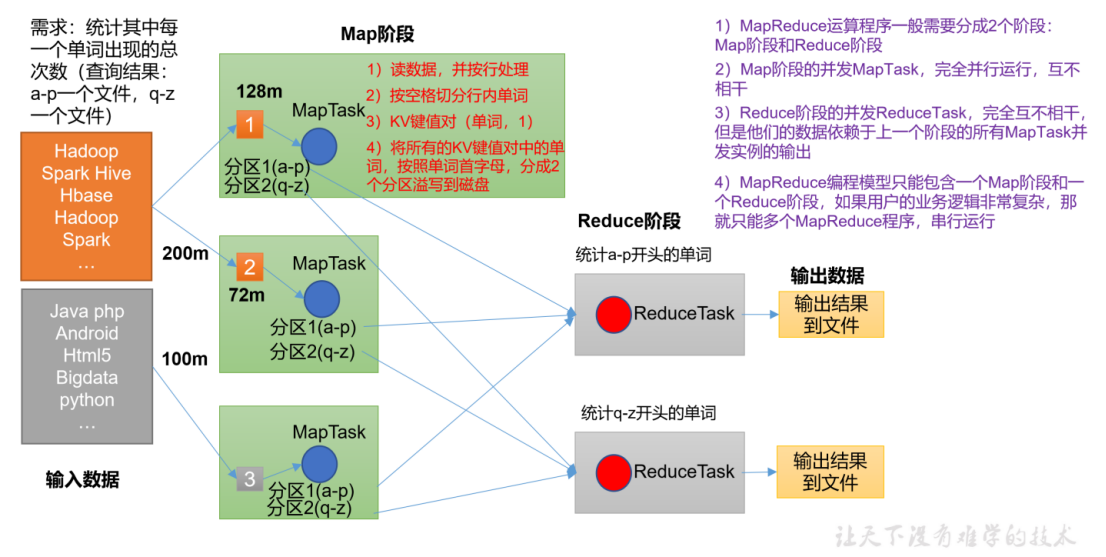 需求：统计其中每
一个单词出现的总
次数（查询结果：
a-p一个文件，q-z
一个文件）
Hadoop
Spark Hive
Hbase
Hadoop
Spark
…
200m
Java php
Android
Html5
Bigdata
python
…
100m
输入数据
Map阶段
128m
1
MapTask
分区1(a-p)
分区2(q-z)
1）读数据，并按行处理
2）按空格切分行内单词
3）KV键值对（单词，1）
4）将所有的KV键值对中的单
词，按照单词首字母，分成2
个分区溢写到磁盘
2
72m
MapTask
分区1(a-p)
分区2(q-z)
3
MapTask
分区1(a-p)
分区2(q-z)
Reduce阶段
统计a-p开头的单词
ReduceTask
统计q-z开头的单词
ReduceTask
输出数据
输出结果
到文件
输出结果
到文件
1）MapReduce运算程序一般需要分成2个阶段：
Map阶段和Reduce阶段
2）Map阶段的并发MapTask，完全并行运行，互不
相干
3）Reduce阶段的并发ReduceTask，完全互不相干，
但是他们的数据依赖于上一个阶段的所有MapTask并
发实例的输出
4）MapReduce编程模型只能包含一个Map阶段和一
个Reduce阶段，如果用户的业务逻辑非常复杂，那
就只能多个MapReduce程序，串行运行
让天下没有难学的技术